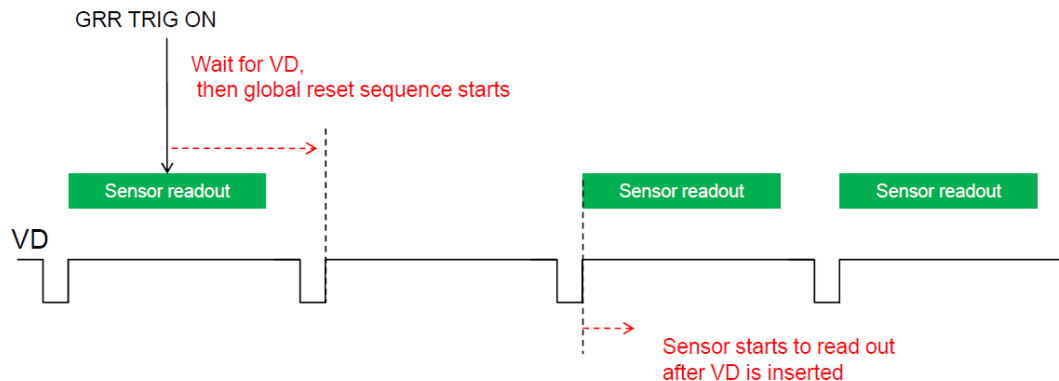 GRR TRIG ON
Wait for VD,
then global reset sequence starts
Sensor readout
Sensor readout
Sensor readout
VD
Sensor starts to read out
after VD is inserted